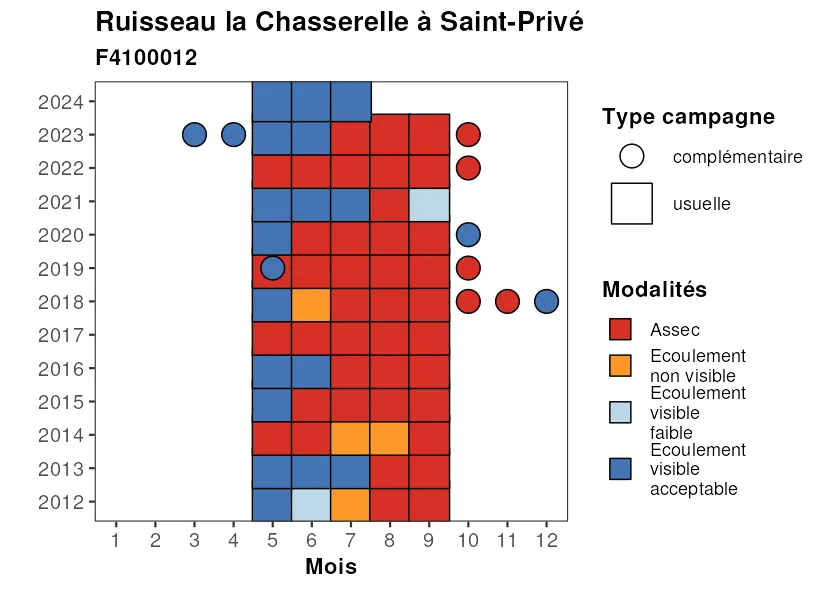 Ruisseau la Chasserelle à Saint-Privé
F4100012
2024
2023
2022
2021
2020
2019
2018
2017
2016
2015
2014
2013
2012
1 2 3 4 5 6 7 8 9 10 11 12
Mois
Type campagne
complémentaire
usuelle
Modalités
Assec
Ecoulement
non visible
Ecoulement
visible
faible
Ecoulement
visible
acceptable